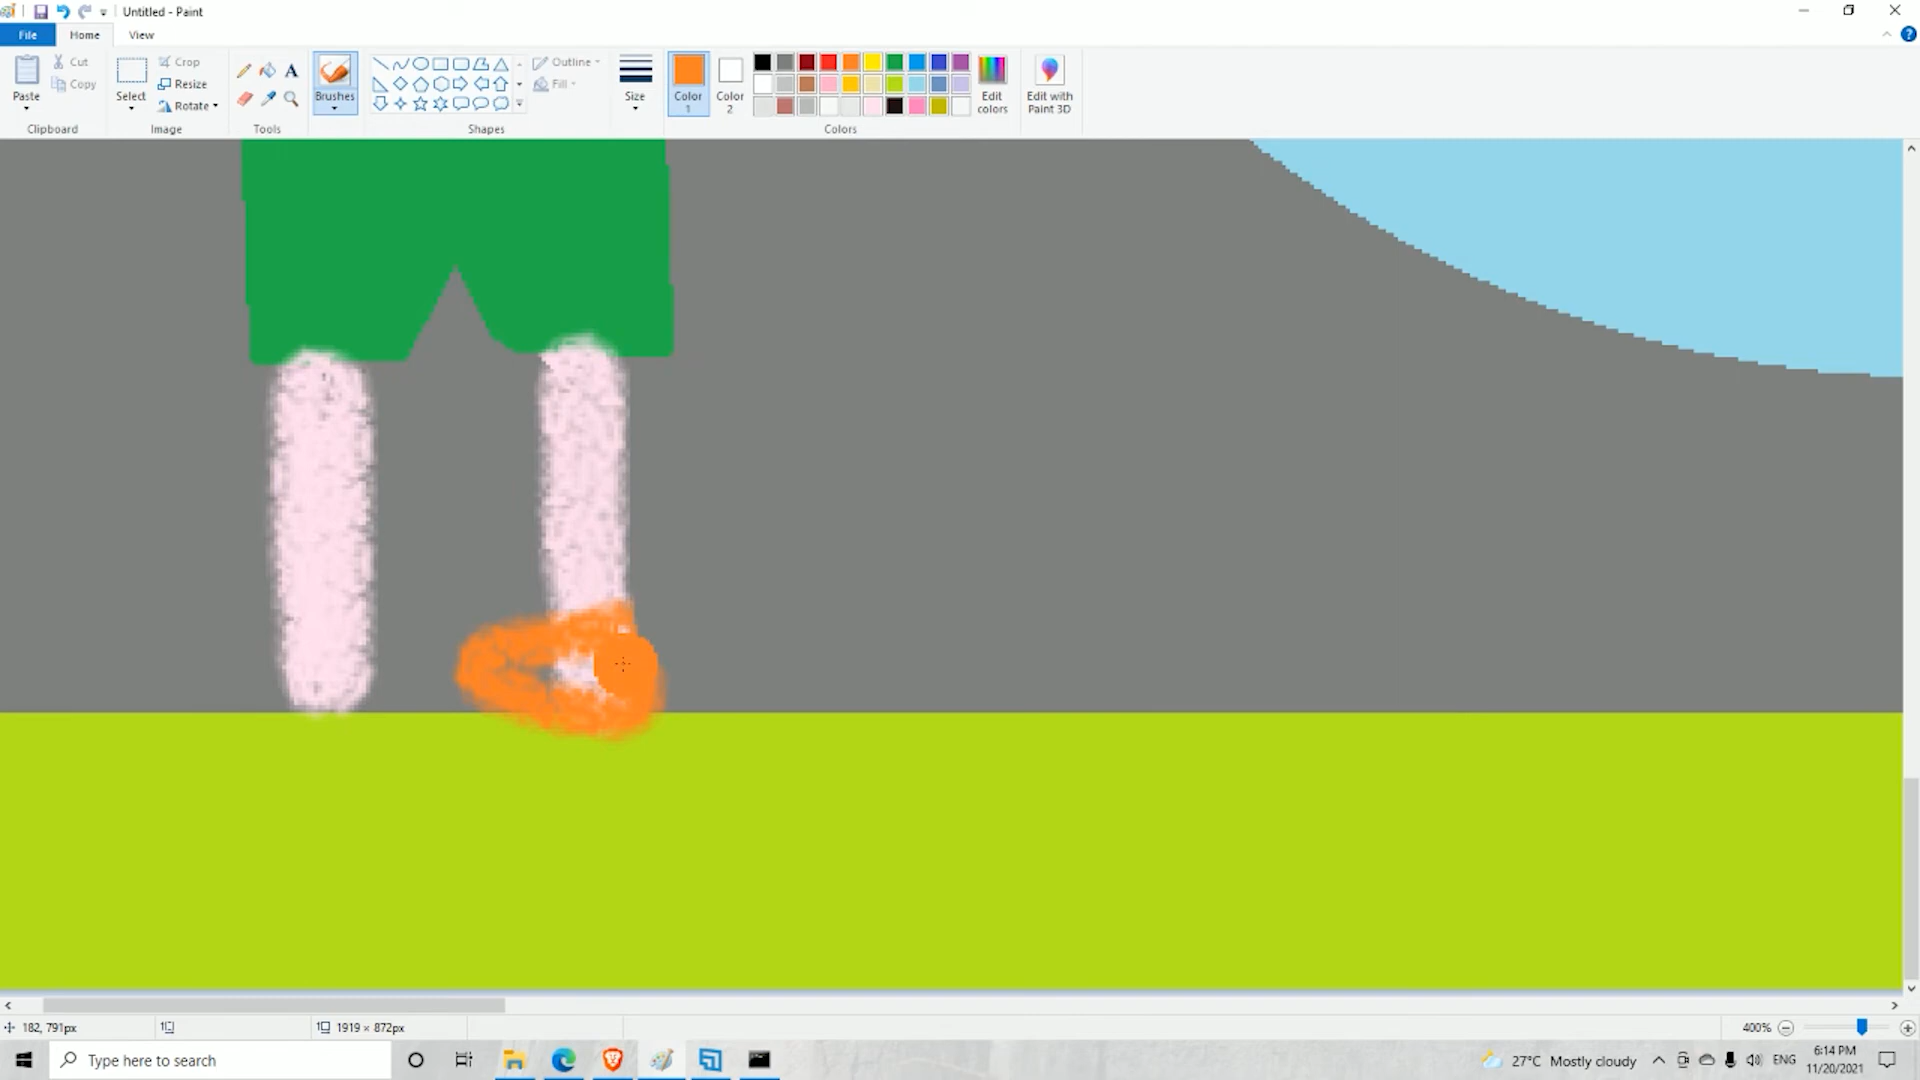 Untitled - Paint
File Home View
Paste
Cut
Copy
Clipboard
Select
Crop
Resize
Rotate
Image
A
Tools
Brushes
Outline
Fill
Shapes
Size
Color 1
Color 2
Edit colors
Colors
Edit with Paint 3D
182, 791px
1919 × 872px
400%
Type here to search
27°C Mostly cloudy
ENG
6:14 PM
11/20/2021